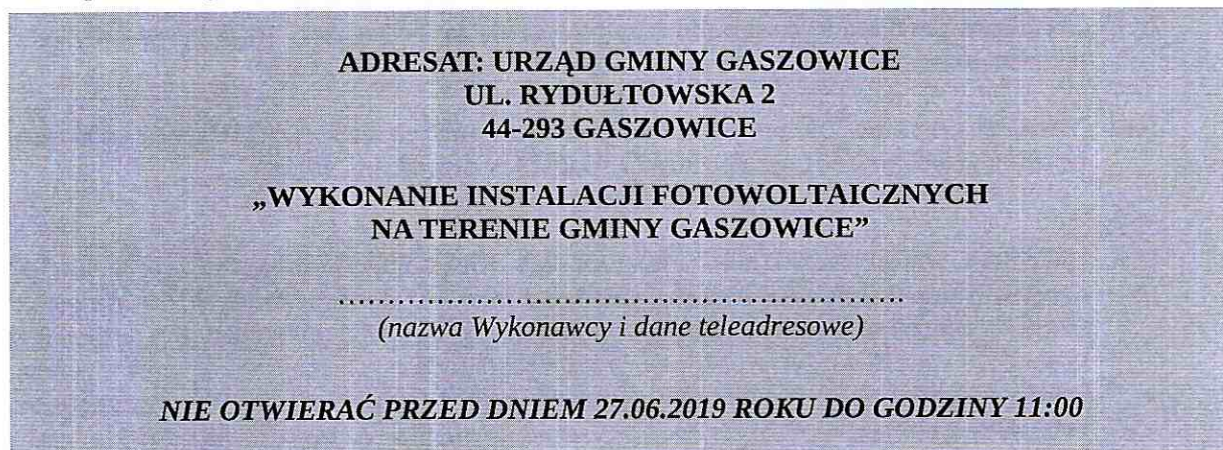 ADRESAT: URZĄD GMINY GASZOWICE
UL. RYDUŁTOWSKA 2
44-293 GASZOWICE
„WYKONANIE INSTALACJI FOTOWOLTAICZNYCH
NA TERENIE GMINY GASZOWICE”
..........................................................
(nazwa Wykonawcy i dane teleadresowe)
NIE OTWIERAĆ PRZED DNIEM 27.06.2019 ROKU DO GODZINY 11:00